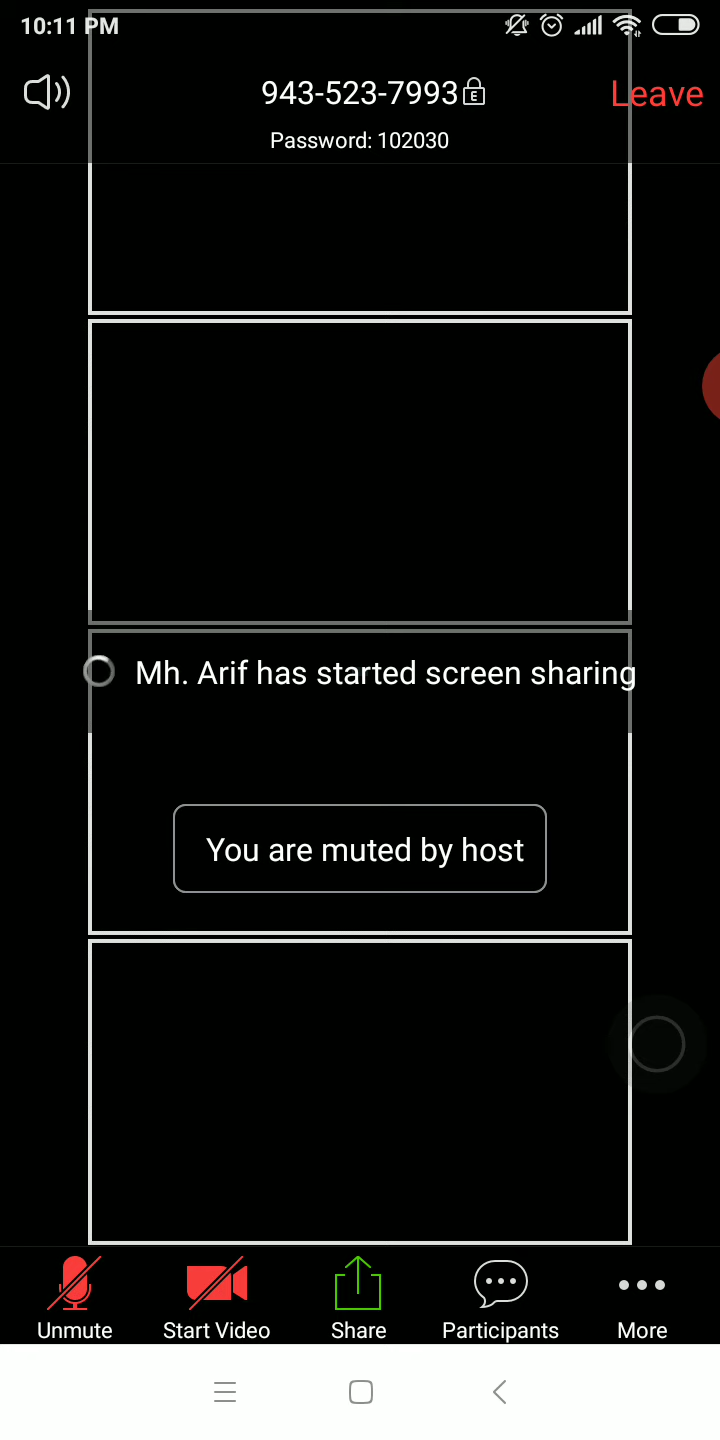 10:11 PM
943-523-7993
E
Leave
Password: 102030
Mh. Arif has started screen sharing
You are muted by host
Unmute
Start Video
Share
Participants
More